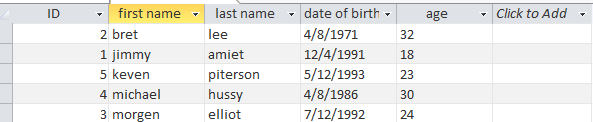 ID first name last name date of birth age Click to Add
2 bret lee 4/8/1971 32
1 jimmy amiet 12/4/1991 18
5 keven piterson 5/12/1993 23
4 michael hussy 4/8/1986 30
3 morgen elliot 7/12/1992 24